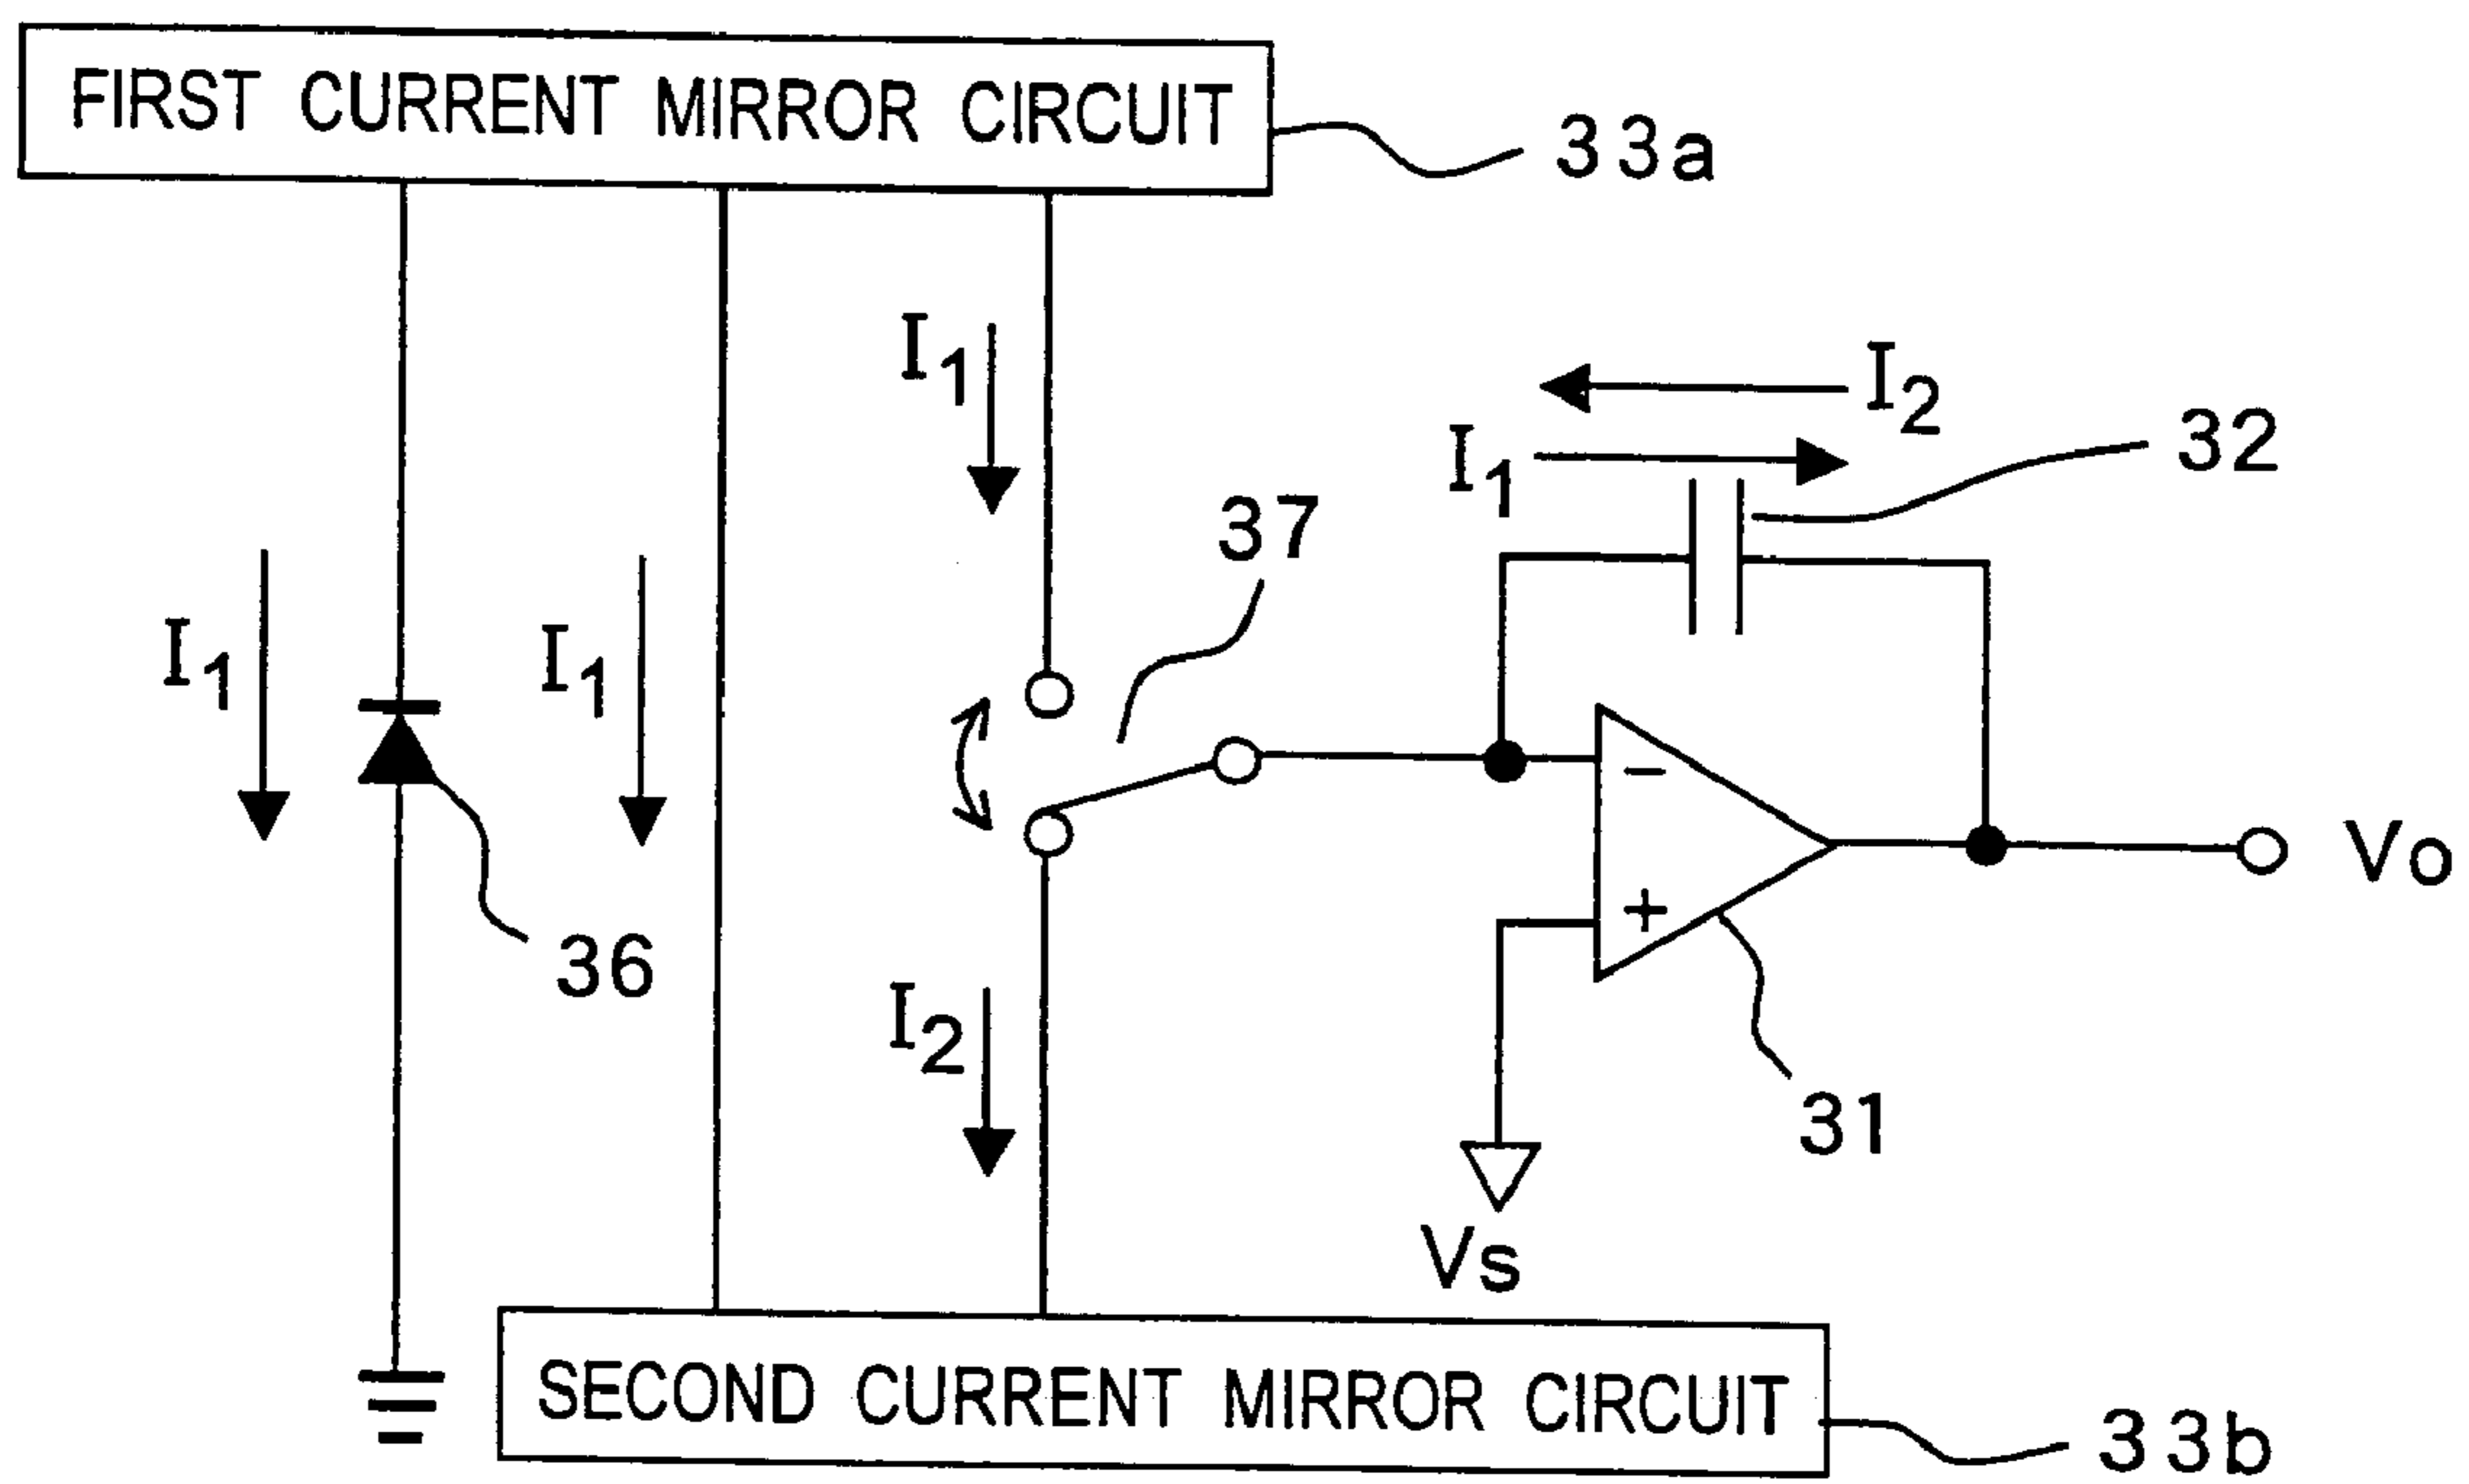 FIRST CURRENT MIRROR CIRCUIT
33a
I1
I2
I1
32
37
I1
I1
−
+
Vo
36
I2
31
Vs
SECOND CURRENT MIRROR CIRCUIT
33b